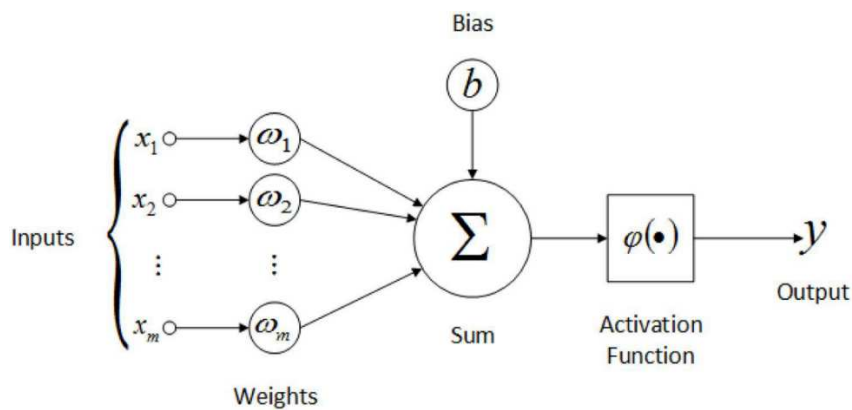 Bias
b
x₁ ω₁
x₂ ω₂
Inputs
⋮ ⋮
xₘ ωₘ
Weights
Σ
Sum
φ(•)
Activation
Function
y
Output